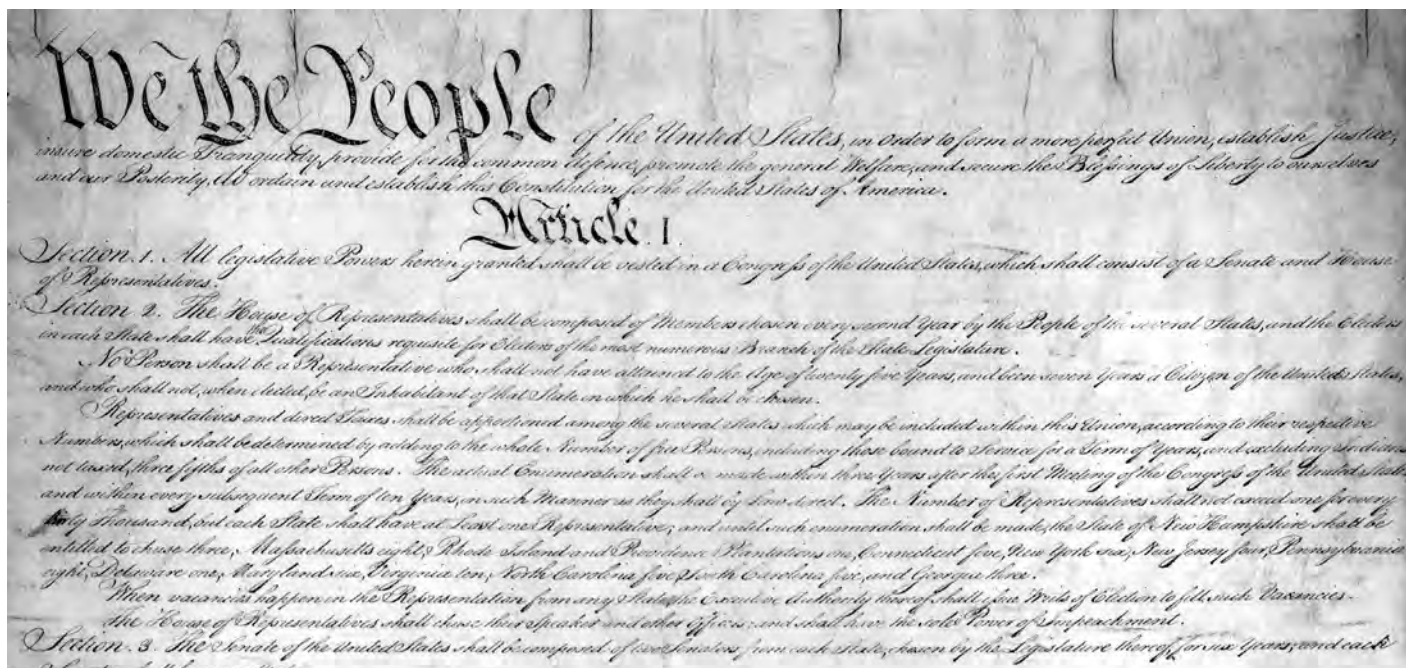 We the People of the United States, in Order to form a more perfect Union, establish Justice,
insure domestic Tranquility, provide for the common defence, promote the general Welfare, and secure the Blessings of Liberty to ourselves
and our Posterity, do ordain and establish this Constitution for the United States of America.
Article. I.
Section. 1. All legislative Powers herein granted shall be vested in a Congress of the United States, which shall consist of a Senate and House
of Representatives.
Section. 2. The House of Representatives shall be composed of Members chosen every second Year by the People of the several States, and the Electors
in each State shall have the Qualifications requisite for Electors of the most numerous Branch of the State Legislature.
No Person shall be a Representative who shall not have attained to the Age of twenty five Years, and been seven Years a Citizen of the United States,
and who shall not, when elected, be an Inhabitant of that State in which he shall be chosen.
Representatives and direct Taxes shall be apportioned among the several States which may be included within this Union, according to their respective
Numbers, which shall be determined by adding to the whole Number of free Persons, including those bound to Service for a Term of Years, and excluding Indians
not taxed, three fifths of all other Persons. The actual Enumeration shall be made within three Years after the first Meeting of the Congress of the United States,
and within every subsequent Term of ten Years, in such Manner as they shall by Law direct. The Number of Representatives shall not exceed one for every
thirty Thousand, but each State shall have at Least one Representative; and until such enumeration shall be made, the State of New Hampshire shall be
entitled to chuse three, Massachusetts eight, Rhode Island and Providence Plantations one, Connecticut five, New York six, New Jersey four, Pennsylvania
eight, Delaware one, Maryland six, Virginia ten, North Carolina five, South Carolina five, and Georgia three.
When vacancies happen in the Representation from any State, the Executive Authority thereof shall issue Writs of Election to fill such Vacancies.
The House of Representatives shall chuse their Speaker and other Officers; and shall have the sole Power of Impeachment.
Section. 3. The Senate of the United States shall be composed of two Senators from each State, chosen by the Legislature thereof, for six Years; and each